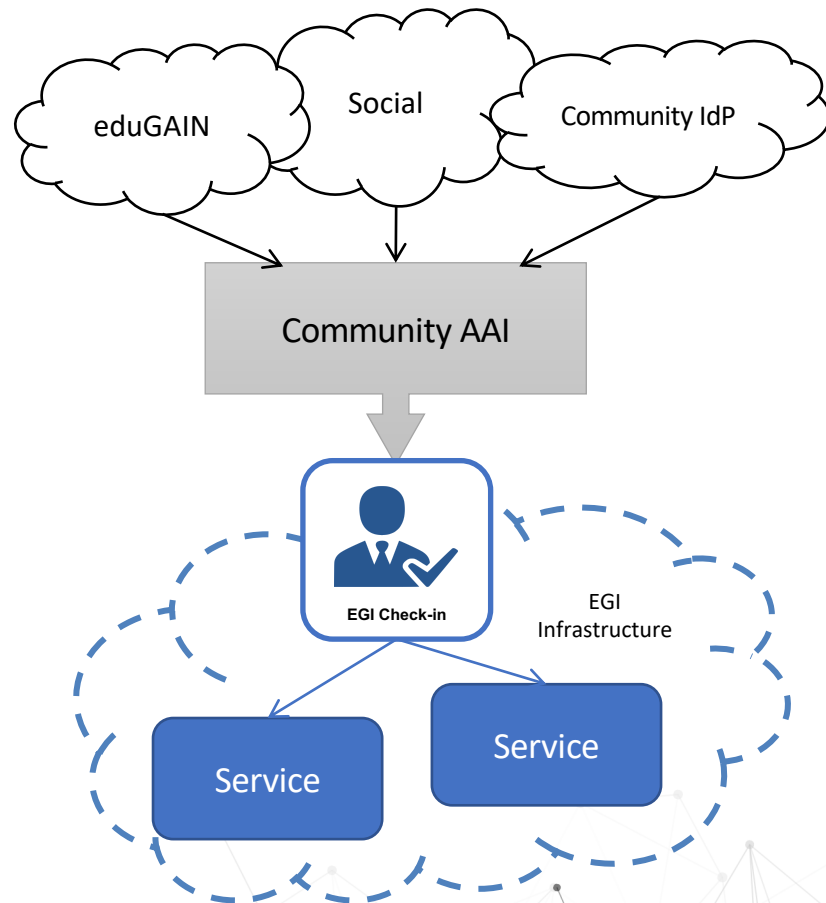 eduGAIN
Social
Community IdP
Community AAI
EGI Check-in
EGI
Infrastructure
Service
Service